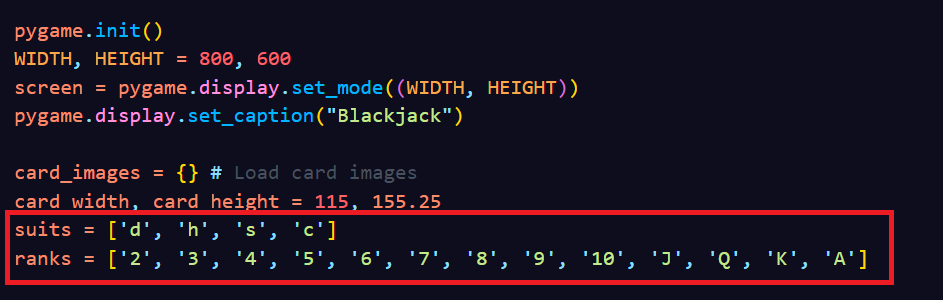 pygame.init()
WIDTH, HEIGHT = 800, 600
screen = pygame.display.set_mode((WIDTH, HEIGHT))
pygame.display.set_caption("Blackjack")
card_images = {} # Load card images
card_width, card_height = 115, 155.25
suits = ['d', 'h', 's', 'c']
ranks = ['2', '3', '4', '5', '6', '7', '8', '9', '10', 'J', 'Q', 'K', 'A']